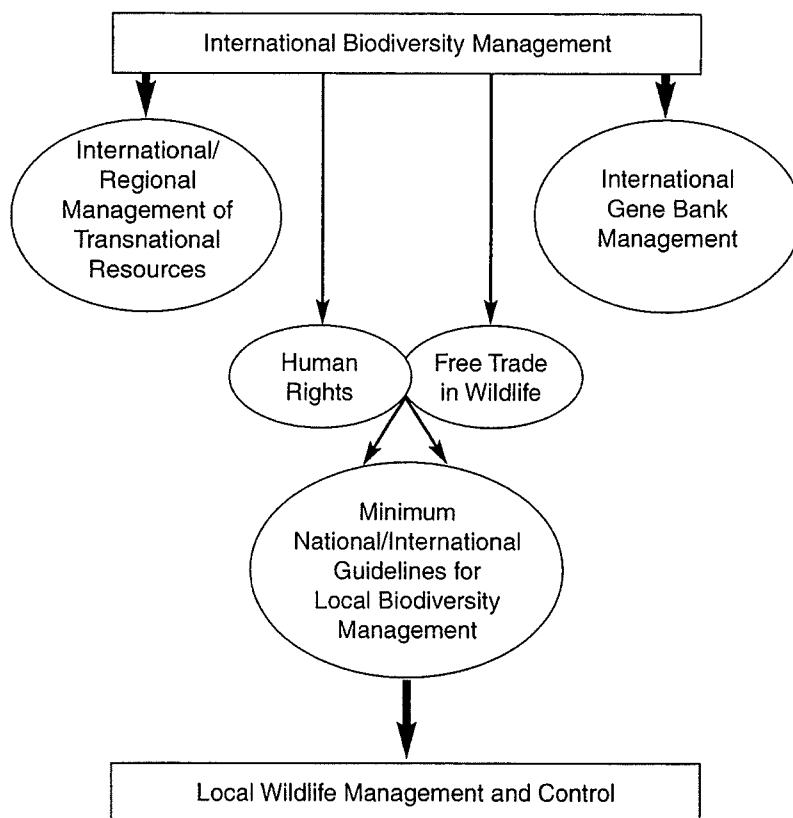 International Biodiversity Management
International/
Regional
Management of
Transnational
Resources
International
Gene Bank
Management
Human
Rights
Free Trade
in Wildlife
Minimum
National/International
Guidelines for
Local Biodiversity
Management
Local Wildlife Management and Control